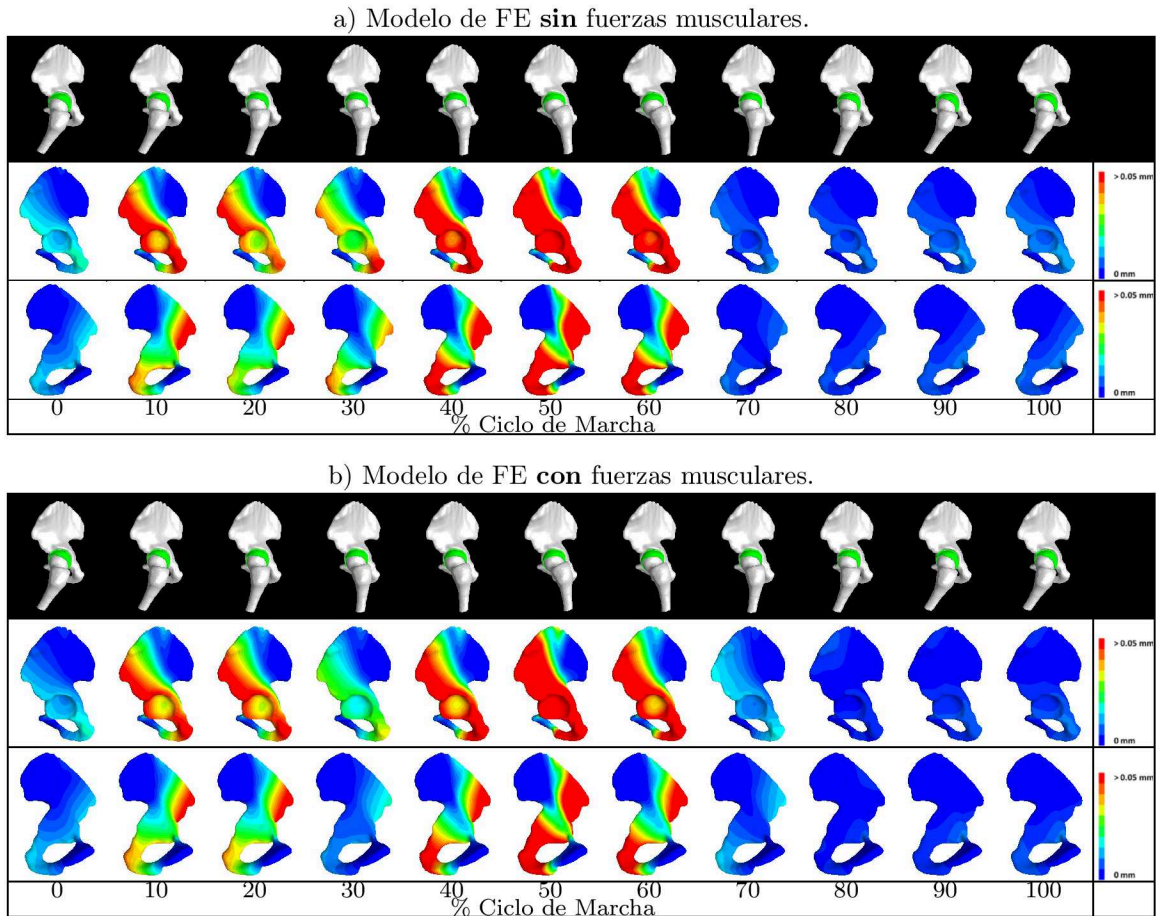 a) Modelo de FE sin fuerzas musculares.
> 0.05 mm
0 mm
> 0.05 mm
0 mm
0 10 20 30 40 50 60 70 80 90 100
% Ciclo de Marcha
b) Modelo de FE con fuerzas musculares.
> 0.05 mm
0 mm
> 0.05 mm
0 mm
0 10 20 30 40 50 60 70 80 90 100
% Ciclo de Marcha